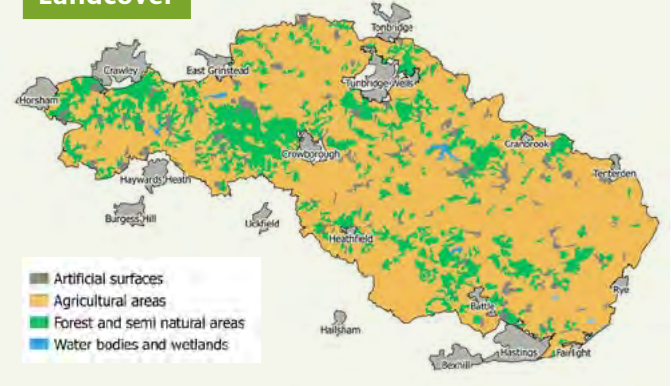 Landcover
Tonbridge
Crawley
East Grinstead
Tunbridge Wells
Horsham
Cranbrook
Crowborough
Tenterden
Haywards Heath
Burgess Hill
Uckfield
Heathfield
Artificial surfaces
Agricultural areas
Forest and semi natural areas
Water bodies and wetlands
Rye
Battle
Hailsham
Hastings
Fairlight
Bexhill